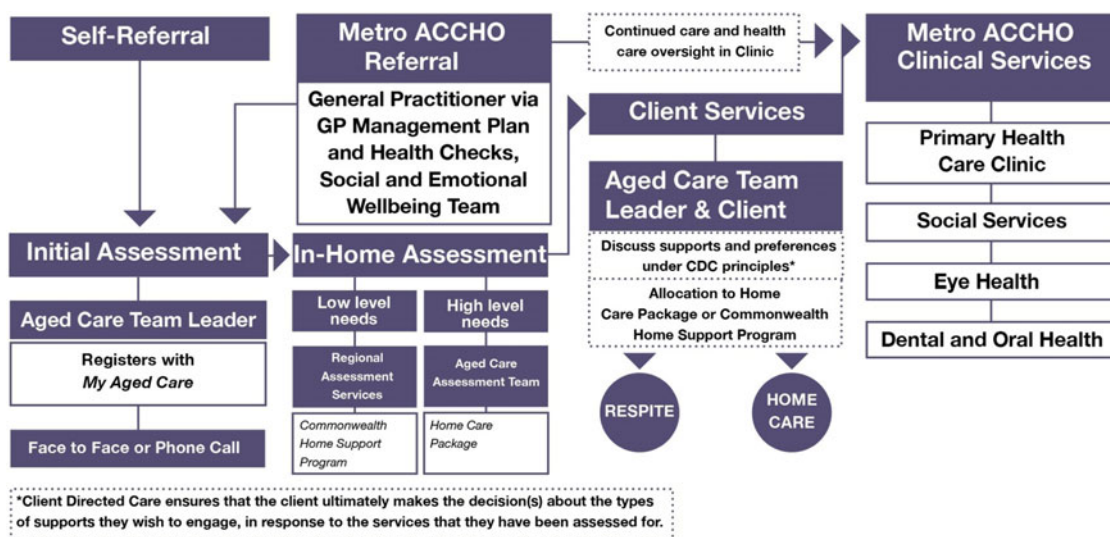 Self-Referral
Metro ACCHO
Referral
General Practitioner via
GP Management Plan
and Health Checks,
Social and Emotional
Wellbeing Team
Continued care and health
care oversight in Clinic
Metro ACCHO
Clinical Services
Primary Health
Care Clinic
Social Services
Eye Health
Dental and Oral Health
Client Services
Aged Care Team
Leader & Client
Discuss supports and preferences
under CDC principles*
Allocation to Home
Care Package or Commonwealth
Home Support Program
RESPITE
HOME
CARE
Initial Assessment
Aged Care Team Leader
Registers with
My Aged Care
Face to Face or Phone Call
In-Home Assessment
Low level
needs
Regional
Assessment
Services
Commonwealth
Home Support
Program
High level
needs
Aged Care
Assessment Team
Home Care
Package
*Client Directed Care ensures that the client ultimately makes the decision(s) about the types
of supports they wish to engage, in response to the services that they have been assessed for.